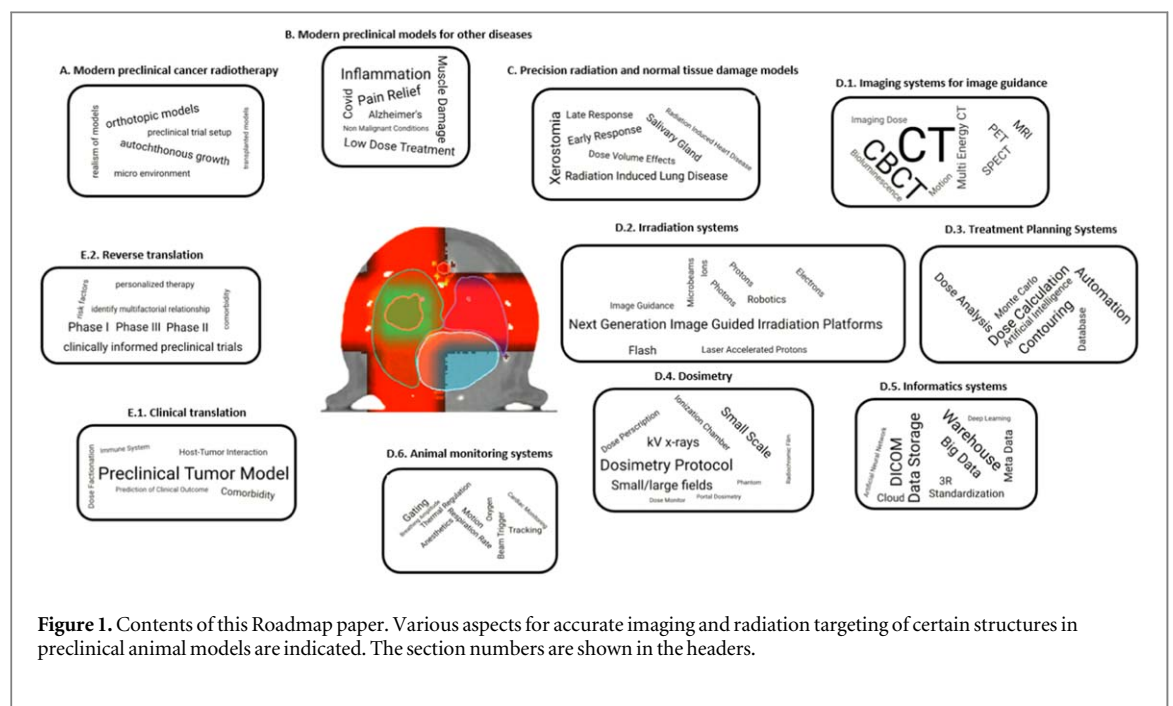 B. Modern preclinical models for other diseases
Inflammation
Muscle Damage
Covid
Pain Relief
Alzheimer's
Non Malignant Conditions
Low Dose Treatment
A. Modern preclinical cancer radiotherapy
realism of models
orthotopic models
preclinical trial setup
autochthonous growth
micro environment
transplanted models
C. Precision radiation and normal tissue damage models
Xerostomia
Late Response
Early Response
Salivary Gland
Radiation Induced Heart Disease
Dose Volume Effects
Radiation Induced Lung Disease
D.1. Imaging systems for image guidance
Imaging Dose
CT
CBCT
Bioluminescence
Motion
Multi Energy CT
MRI
PET
SPECT
E.2. Reverse translation
risk factors
personalized therapy
identify multifactorial relationship
comorbidity
Phase I Phase III Phase II
clinically informed preclinical trials
D.2. Irradiation systems
Microbeams
Ions
Protons
Photons
Electrons
Robotics
Image Guidance
Next Generation Image Guided Irradiation Platforms
Flash
Laser Accelerated Protons
D.3. Treatment Planning Systems
Dose Analysis
Monte Carlo
Dose Calculation
Artificial Intelligence
Contouring
Automation
Database
E.1. Clinical translation
Dose Factionation
Immune System
Host-Tumor Interaction
Preclinical Tumor Model
Prediction of Clinical Outcome
Comorbidity
D.4. Dosimetry
Dose Perscription
Ionization Chamber
Small Scale
kV x-rays
Dosimetry Protocol
Small/large fields
Phantom
Radiochromic Film
Dose Monitor
Portal Dosimetry
D.5. Informatics systems
Artificial Neural Network
DICOM
Data Storage
Cloud
Warehouse
Big Data
Deep Learning
Meta Data
3R
Standardization
D.6. Animal monitoring systems
Gating
Breathing Amplitude
Thermal Regulation
Anesthetics
Motion
Respiration Rate
Oxygen
Beam Trigger
Cardiac Monitoring
Tracking
Figure 1. Contents of this Roadmap paper. Various aspects for accurate imaging and radiation targeting of certain structures in
preclinical animal models are indicated. The section numbers are shown in the headers.